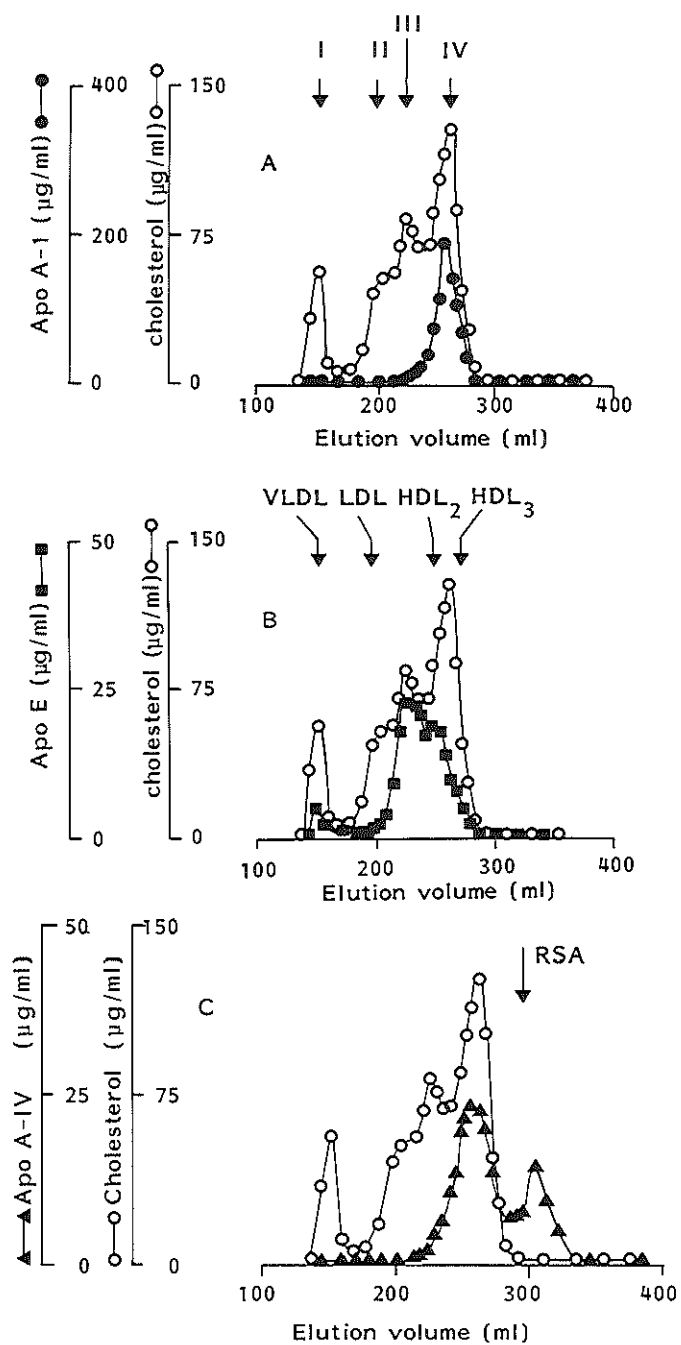 III
I II IV
400 150
A
200 75
0 0
Apo A-1 (µg/ml)
cholesterol (µg/ml)
100 200 300 400
Elution volume (ml)
VLDL LDL HDL2 HDL3
50 150
B
25 75
0 0
Apo E (µg/ml)
cholesterol (µg/ml)
100 200 300 400
Elution volume (ml)
50 150
RSA
C
25 75
0 0
Apo A-IV (µg/ml)
Cholesterol (µg/ml)
100 200 300 400
Elution volume (ml)